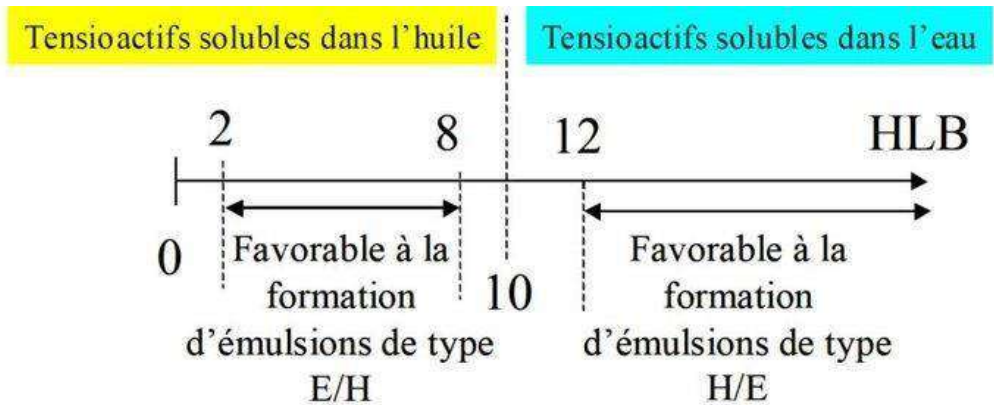 Tensioactifs solubles dans l'huile
Tensioactifs solubles dans l'eau
2
8
12
HLB
0
10
Favorable à la
formation
d'émulsions de type
E/H
Favorable à la
formation
d'émulsions de type
H/E